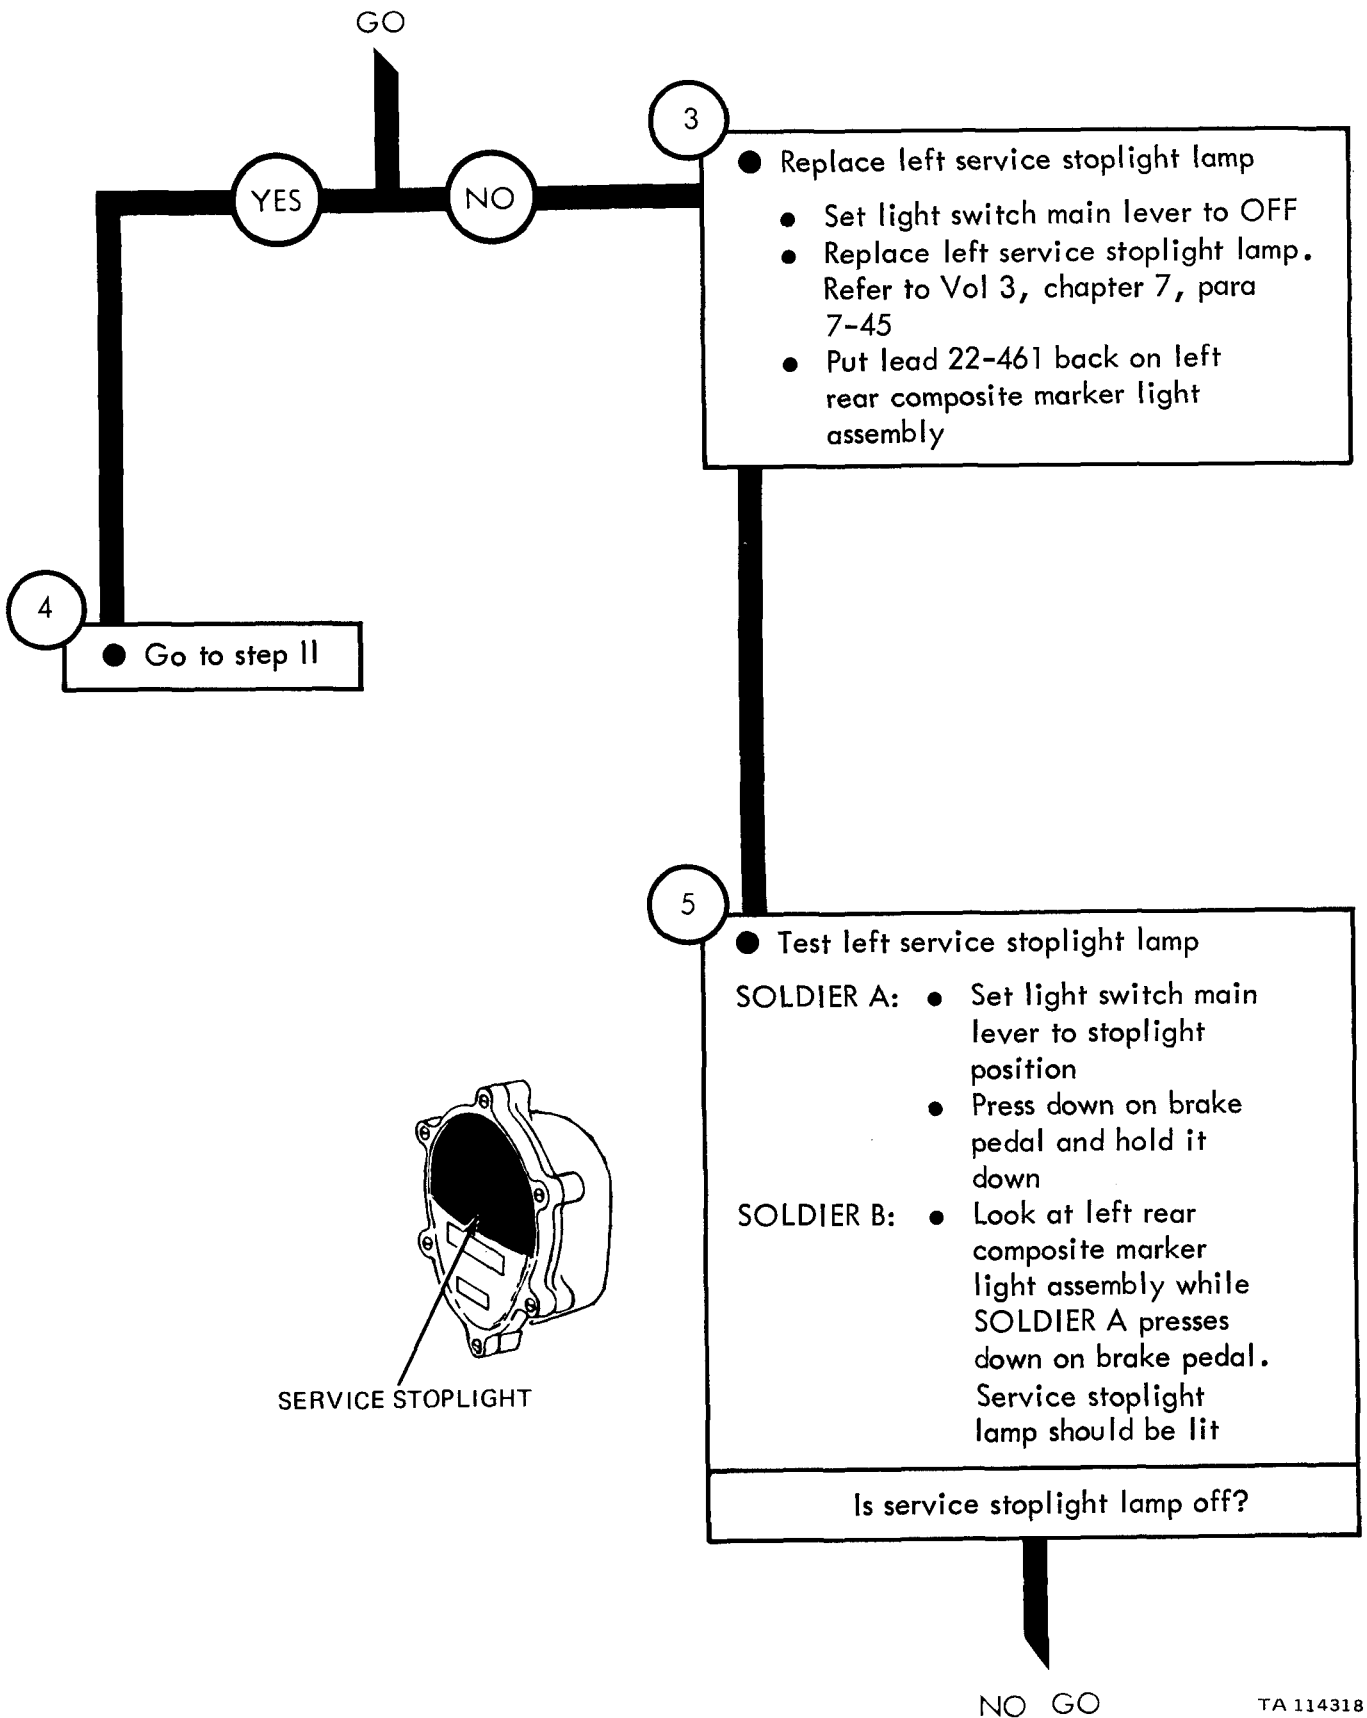 GO
YES
NO
3
● Replace left service stoplight lamp
● Set light switch main lever to OFF
● Replace left service stoplight lamp.
Refer to Vol 3, chapter 7, para
7-45
● Put lead 22-461 back on left
rear composite marker light
assembly
4
● Go to step 11
5
● Test left service stoplight lamp
SOLDIER A: ● Set light switch main
lever to stoplight
position
● Press down on brake
pedal and hold it
down
SOLDIER B: ● Look at left rear
composite marker
light assembly while
SOLDIER A presses
down on brake pedal.
Service stoplight
lamp should be lit
SERVICE STOPLIGHT
Is service stoplight lamp off?
NO GO
TA 114318